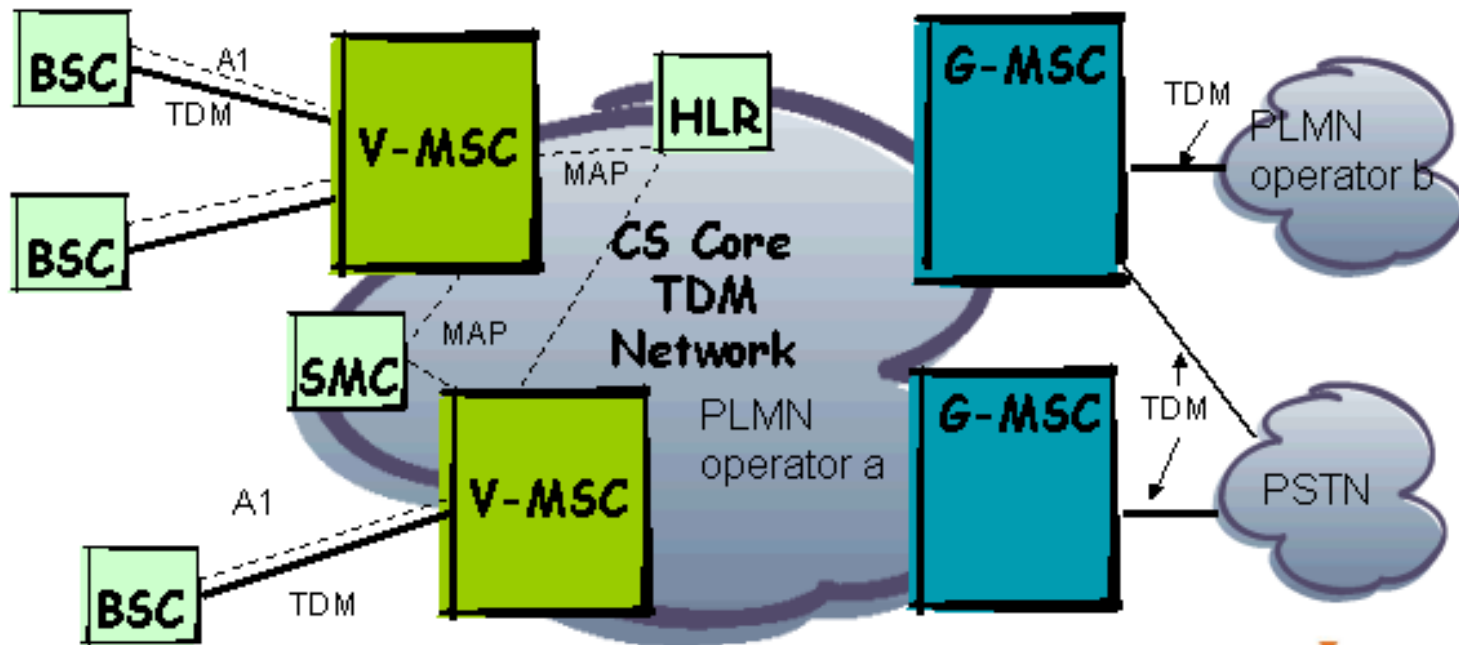 BSC
A1
TDM
V-MSC
HLR
MAP
G-MSC
TDM
PLMN
operator b
BSC
CS Core
TDM
Network
SMC
MAP
PLMN
operator a
G-MSC
TDM
PSTN
V-MSC
A1
BSC
TDM